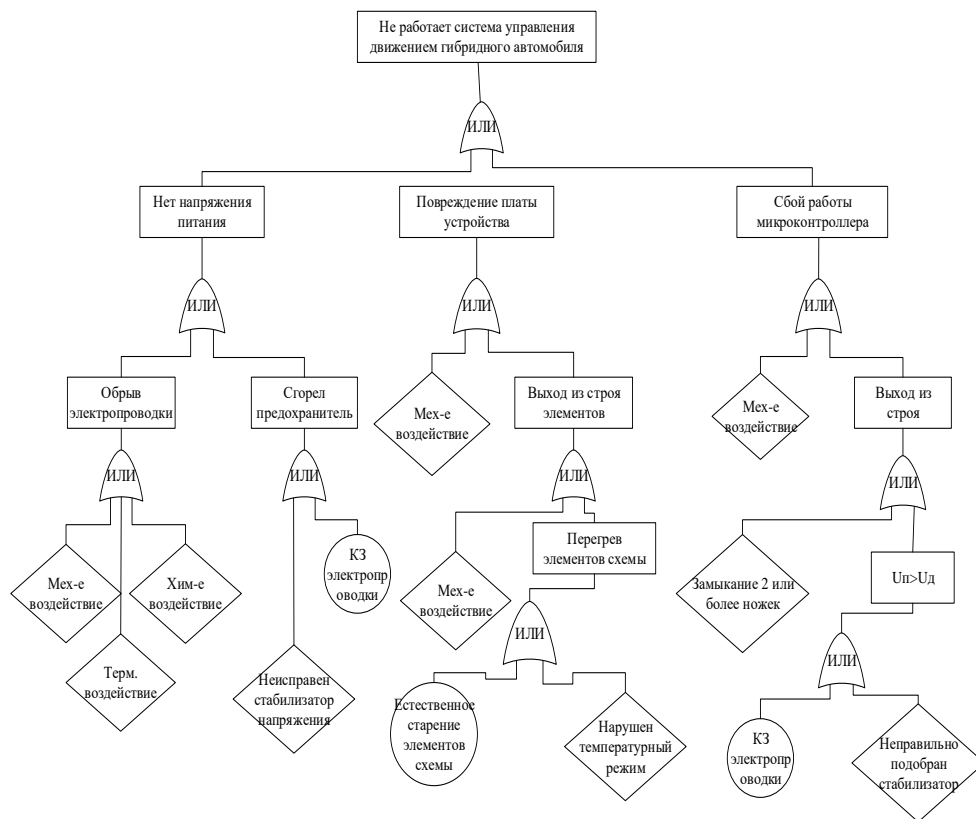 Не работает система управления
движением гибридного автомобиля
ИЛИ
Нет напряжения
питания
Повреждение платы
устройства
Сбой работы
микроконтроллера
ИЛИ
ИЛИ
ИЛИ
Обрыв
электропроводки
Сгорел
предохранитель
Мех-е
воздействие
Выход из строя
элементов
Мех-е
воздействие
Выход из
строя
ИЛИ
ИЛИ
ИЛИ
ИЛИ
Мех-е
воздействие
Хим-е
воздействие
КЗ
электропр
оводки
Мех-е
воздействие
Перегрев
элементов схемы
Замыкание 2 или
более ножек
Uп>Uд
Терм.
воздействие
Неисправен
стабилизатор
напряжения
ИЛИ
ИЛИ
Естественное
старение
элементов
схемы
Нарушен
температурный
режим
КЗ
электропр
оводки
Неправильно
подобран
стабилизатор